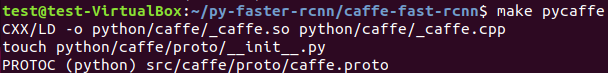 test@test-VirtualBox:~/py-faster-rcnn/caffe-fast-rcnn$ make pycaffe
CXX/LD -o python/caffe/_caffe.so python/caffe/_caffe.cpp
touch python/caffe/proto/__init__.py
PROTOC (python) src/caffe/proto/caffe.proto